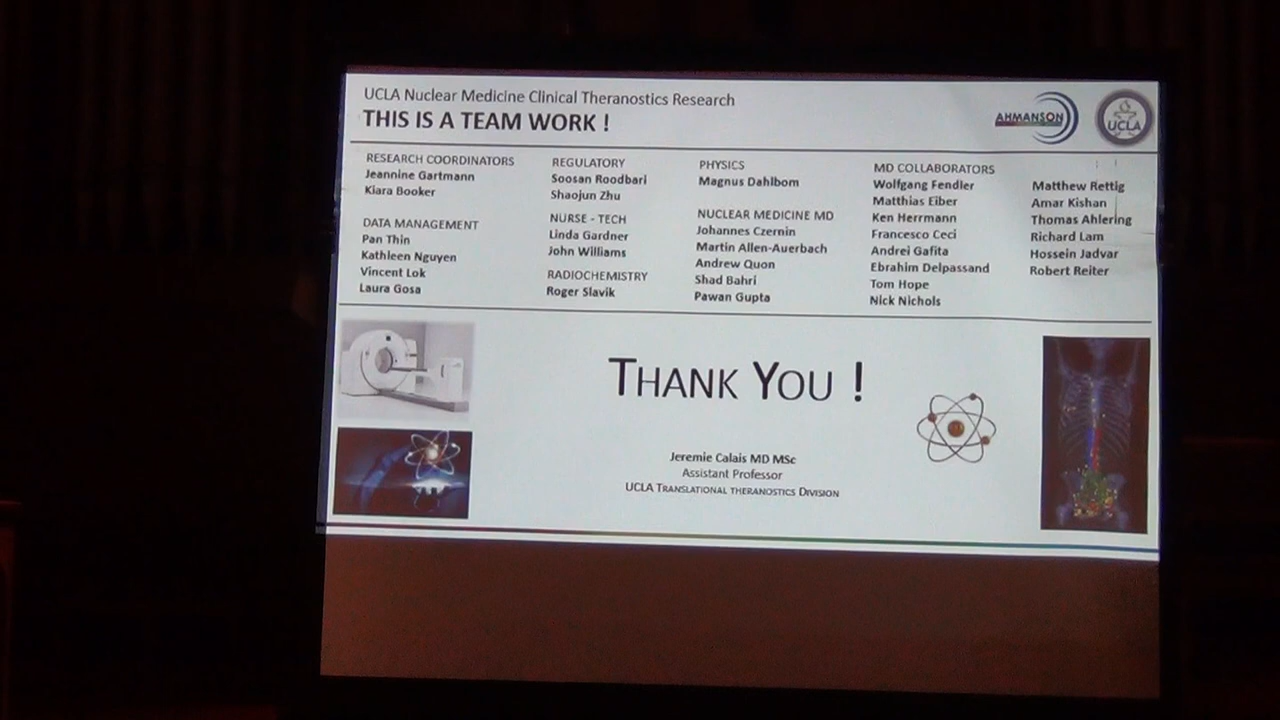 UCLA Nuclear Medicine Clinical Theranostics Research
THIS IS A TEAM WORK !
AHMANSON
UCLA
RESEARCH COORDINATORS
Jeannine Gartmann
Kiara Booker
DATA MANAGEMENT
Pan Thin
Kathleen Nguyen
Vincent Lok
Laura Gosa
REGULATORY
Soosan Roodbari
Shaojun Zhu
NURSE - TECH
Linda Gardner
John Williams
RADIOCHEMISTRY
Roger Slavik
PHYSICS
Magnus Dahlbom
NUCLEAR MEDICINE MD
Johannes Czernin
Martin Allen-Auerbach
Andrew Quon
Shad Bahri
Pawan Gupta
MD COLLABORATORS
Wolfgang Fendler
Matthias Eiber
Ken Herrmann
Francesco Ceci
Andrei Gafita
Ebrahim Delpassand
Tom Hope
Nick Nichols
Matthew Rettig
Amar Kishan
Thomas Ahlering
Richard Lam
Hossein Jadvar
Robert Reiter
THANK YOU !
Jeremie Calais MD MSc
Assistant Professor
UCLA TRANSLATIONAL THERANOSTICS DIVISION